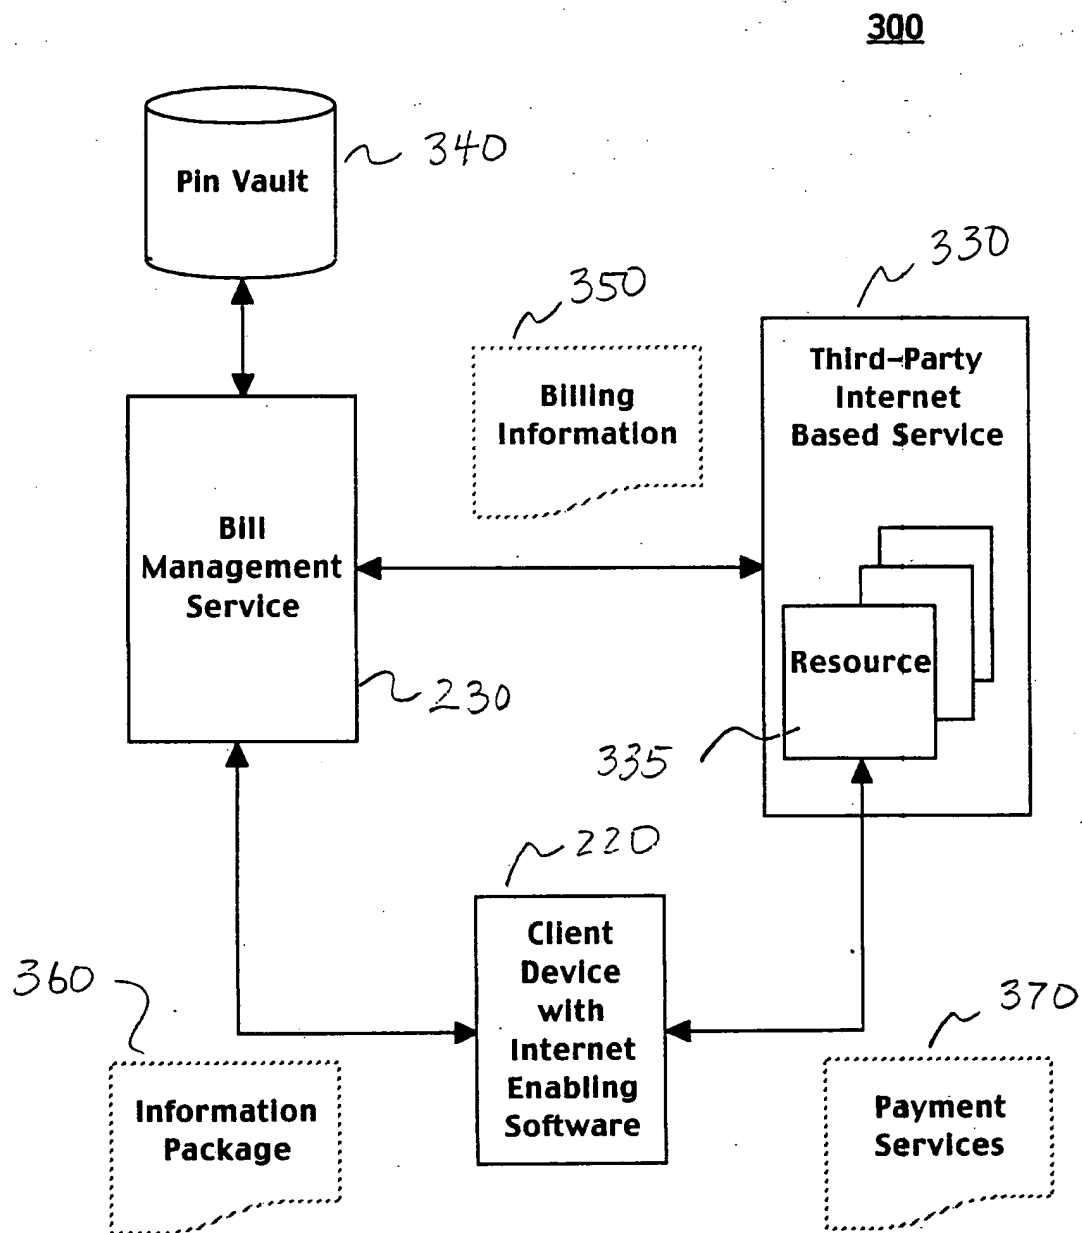 300
Pin Vault
340
330
350
Third-Party
Internet
Based Service
Billing
Information
Bill
Management
Service
Resource
230
335
220
Client
Device
with
Internet
Enabling
Software
360
370
Information
Package
Payment
Services